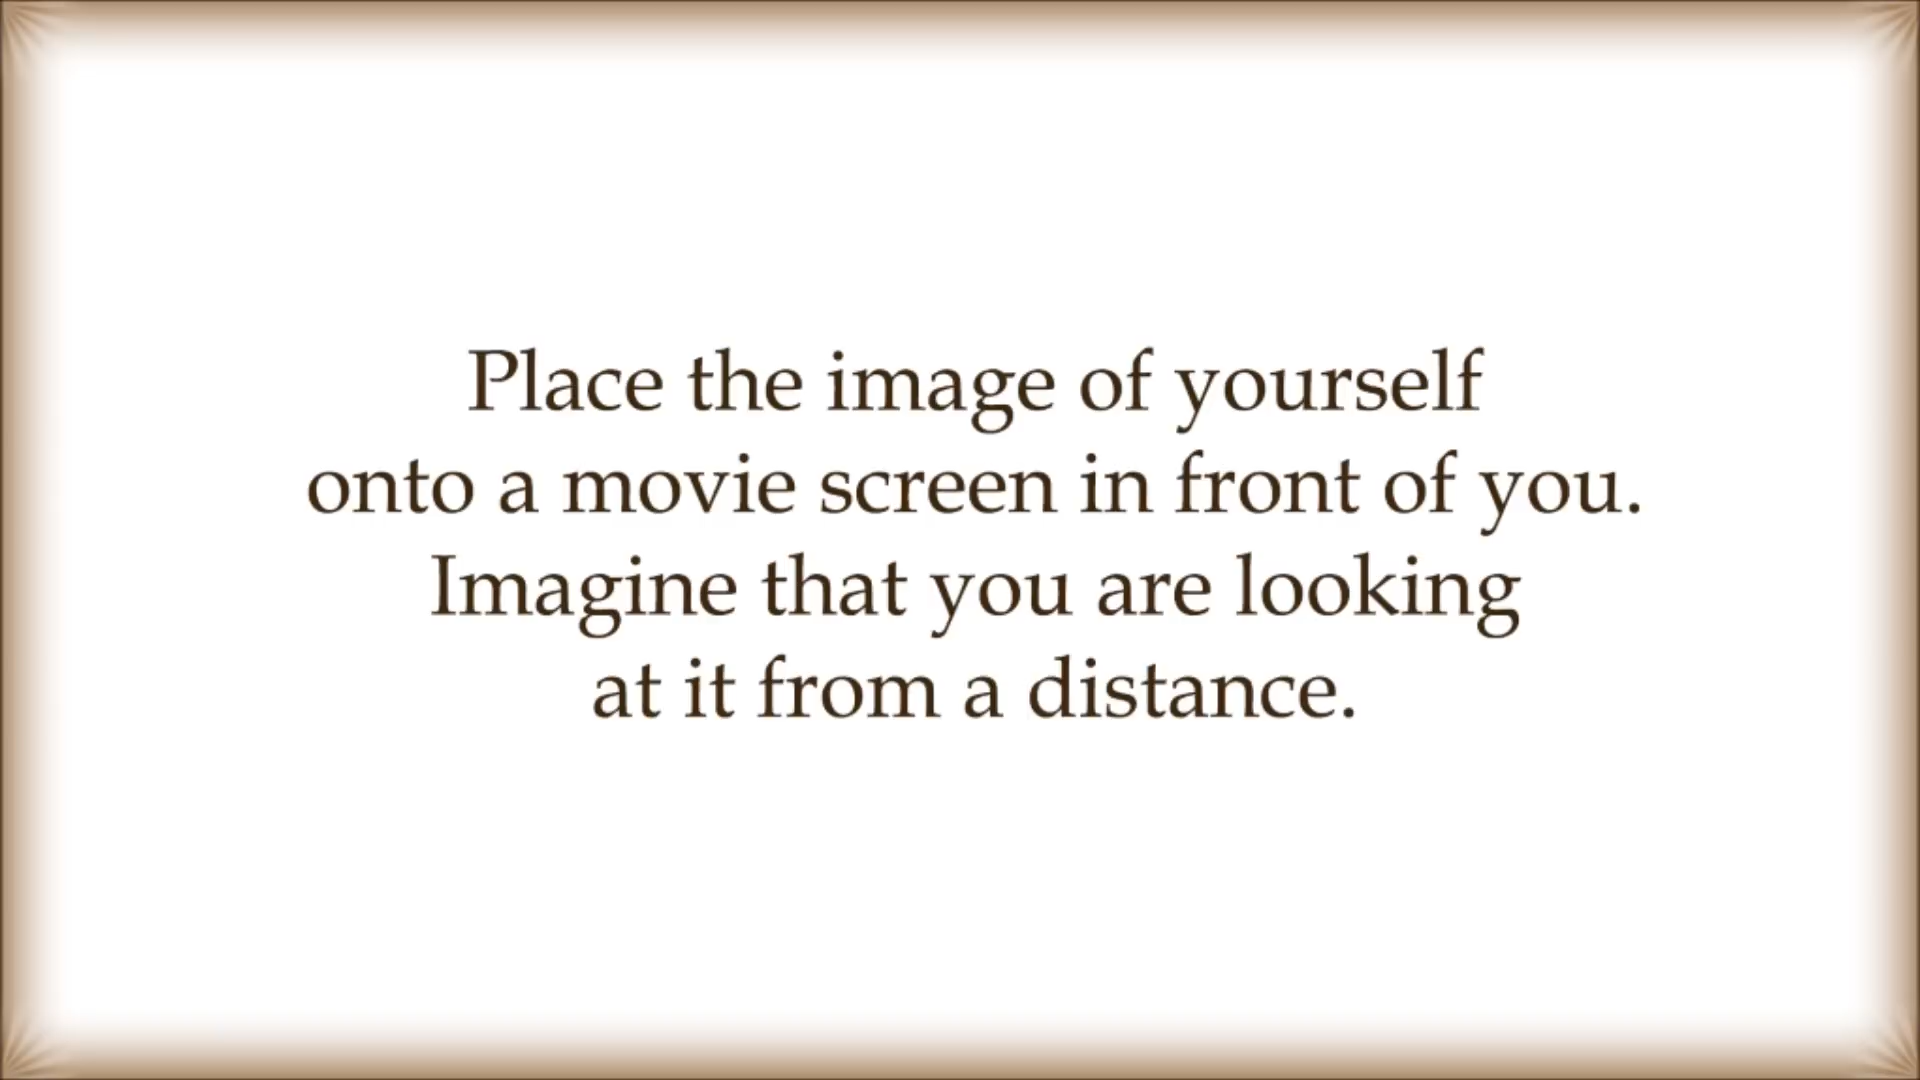 Place the image of yourself
onto a movie screen in front of you.
Imagine that you are looking
at it from a distance.